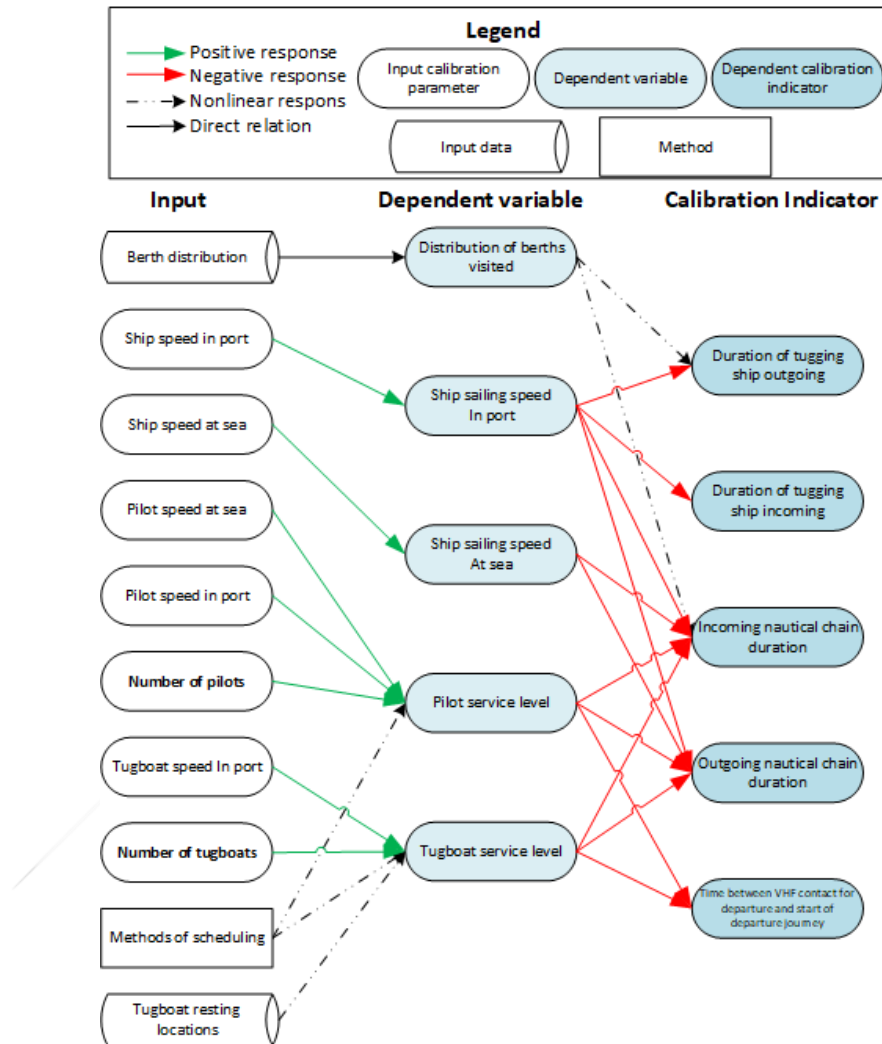 Legend
Positive response
Negative response
Nonlinear respons
Direct relation
Input calibration
parameter
Dependent variable
Dependent calibration
indicator
Input data
Method
Input
Dependent variable
Calibration Indicator
Berth distribution
Distribution of berths
visited
Ship speed in port
Duration of tugging
ship outgoing
Ship sailing speed
In port
Ship speed at sea
Duration of tugging
ship incoming
Pilot speed at sea
Ship sailing speed
At sea
Pilot speed in port
Incoming nautical chain
duration
Number of pilots
Pilot service level
Tugboat speed In port
Outgoing nautical chain
duration
Number of tugboats
Tugboat service level
Time between VHF contact for
departure and start of
departure journey
Methods of scheduling
Tugboat resting
locations